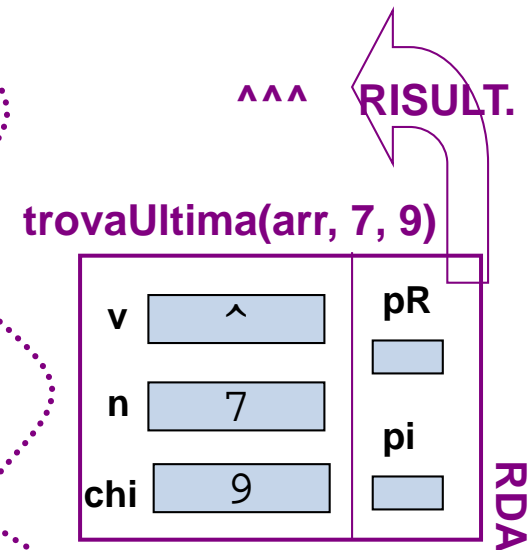 ^^^ RISULT.
trovaUltima(arr, 7, 9)
v ^ pR
n 7
pi
chi 9
RDA